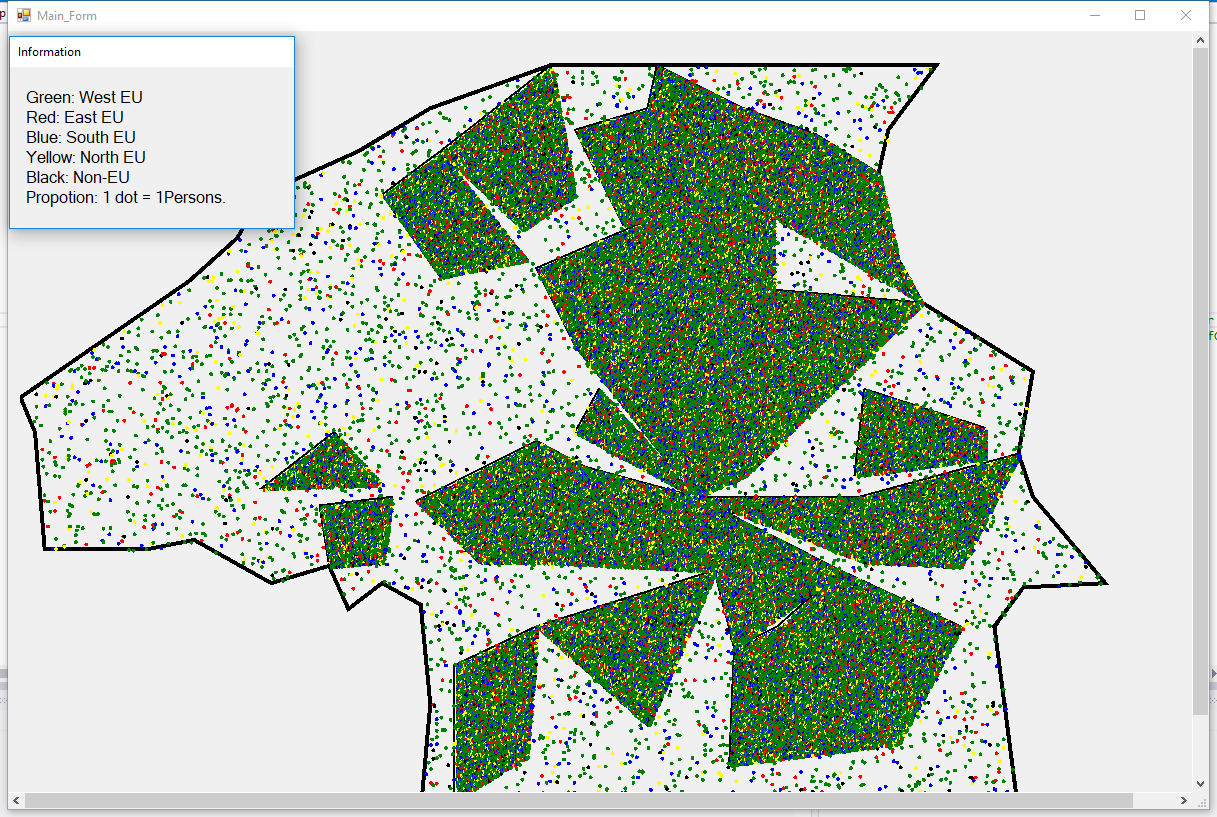 Main_Form
Information
Green: West EU
Red: East EU
Blue: South EU
Yellow: North EU
Black: Non-EU
Propotion: 1 dot = 1Persons.